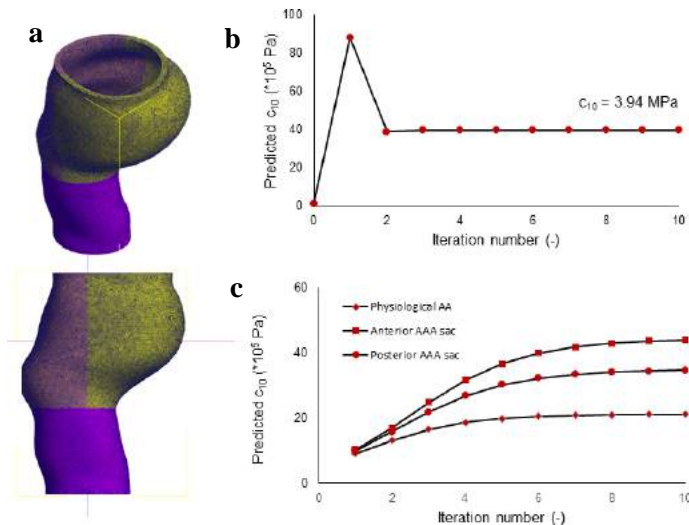 a
b
Predicted c10 (*10⁵ Pa)
100
80
60
40
20
0
c10 = 3.94 MPa
0 2 4 6 8 10
Iteration number (-)
c
Predicted c10 (*10⁵ Pa)
60
40
20
0
Physiological AA
Anterior AAA sac
Posterior AAA sac
0 2 4 6 8 10
Iteration number (-)